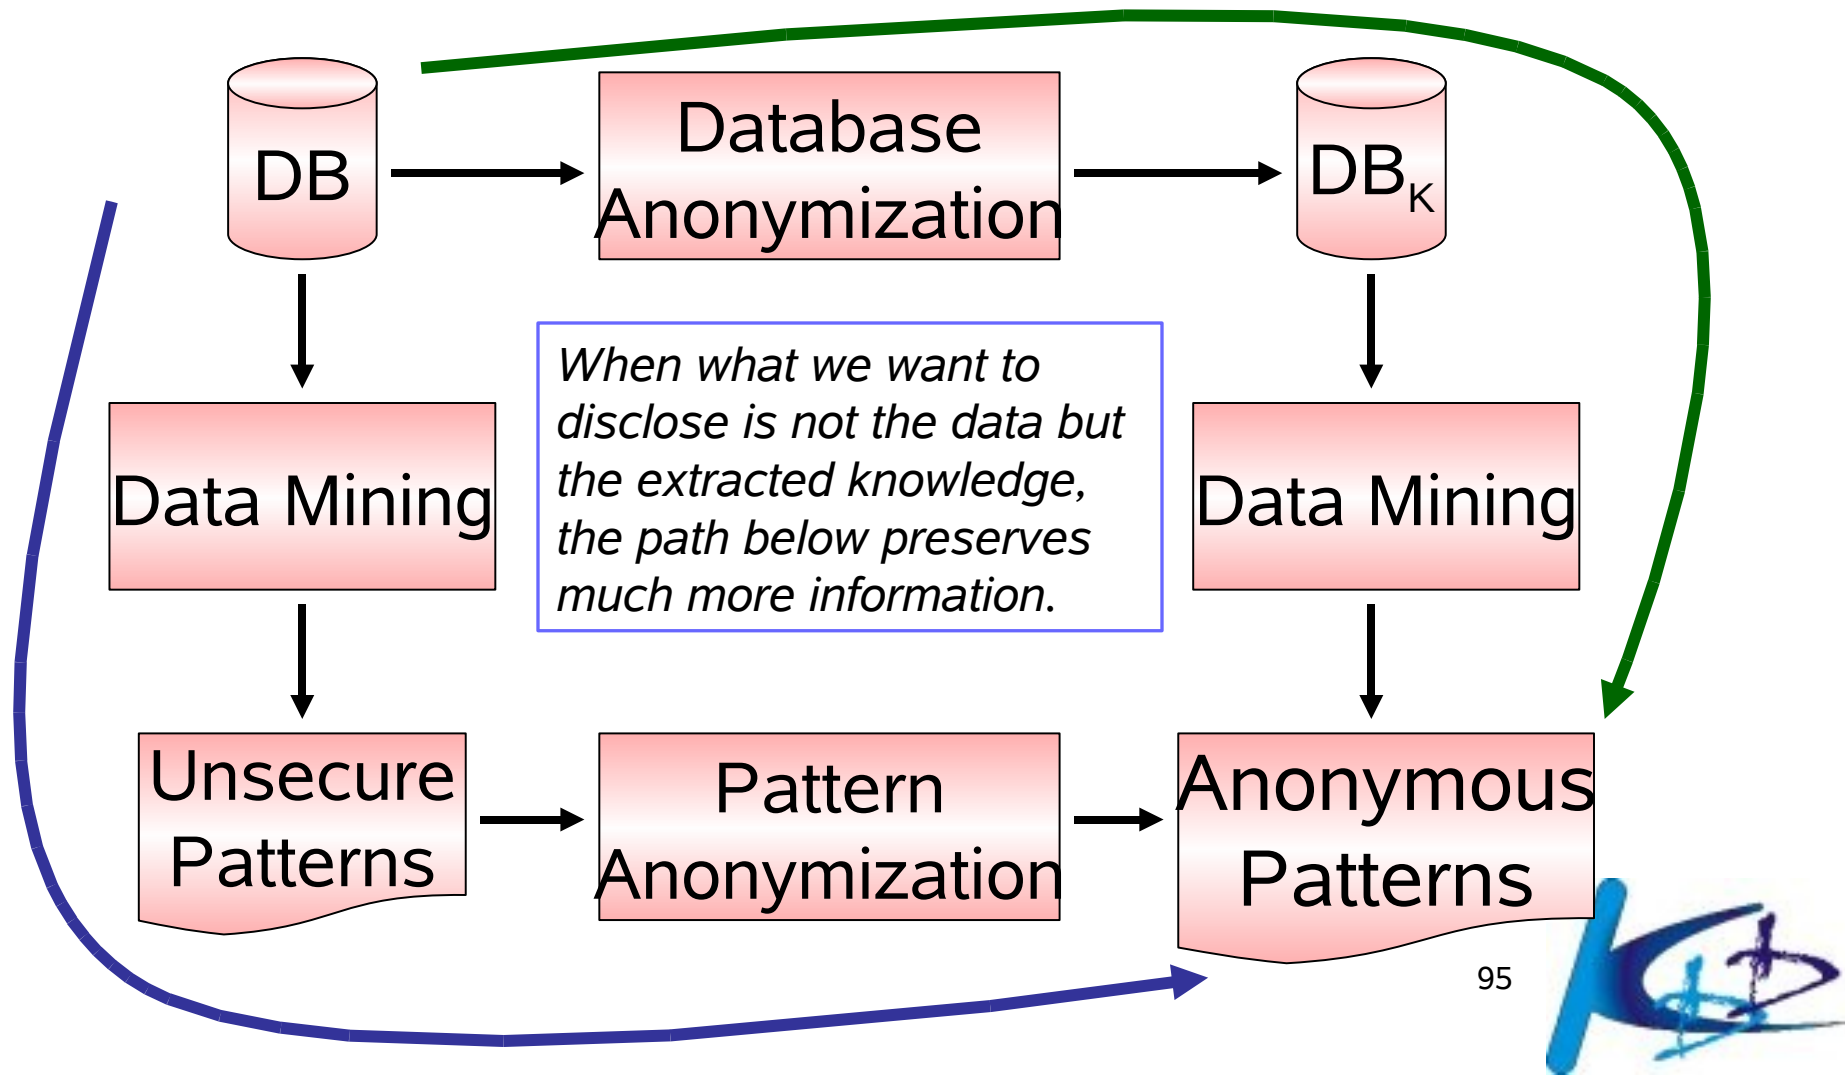 DB
Database
Anonymization
DBK
When what we want to
disclose is not the data but
the extracted knowledge,
the path below preserves
much more information.
Data Mining
Data Mining
Unsecure
Patterns
Pattern
Anonymization
Anonymous
Patterns
95
KDD